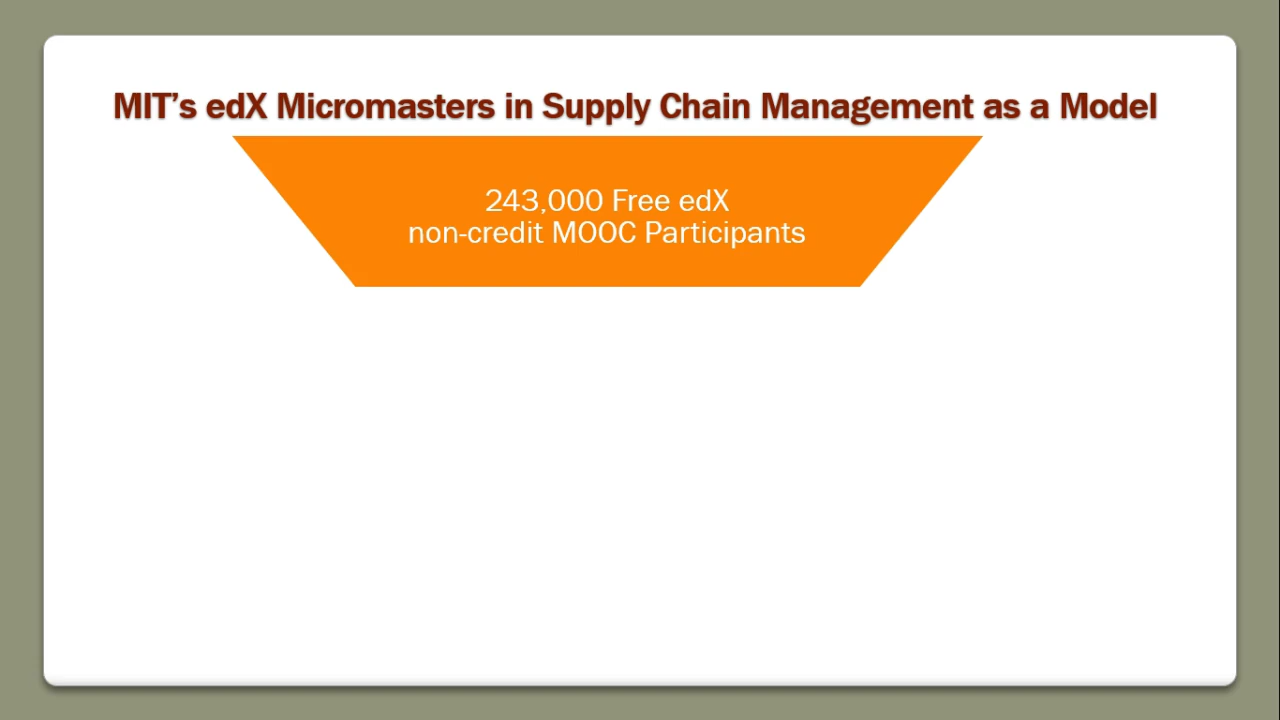 MIT’s edX Micromasters in Supply Chain Management as a Model
243,000 Free edX
non-credit MOOC Participants